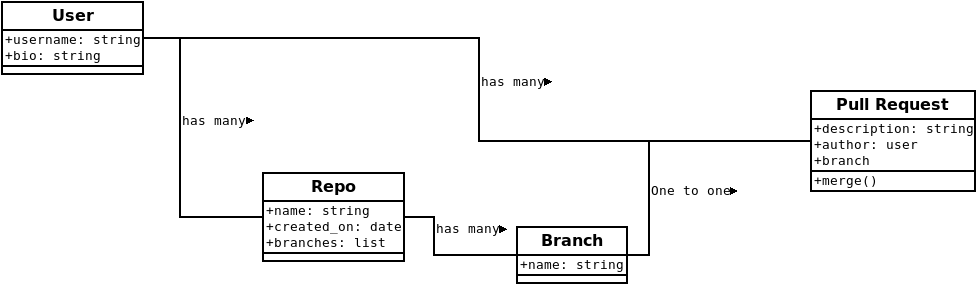 User
+username: string
+bio: string
has many
has many
Pull Request
+description: string
+author: user
+branch
+merge()
Repo
+name: string
+created_on: date
+branches: list
has many
One to one
Branch
+name: string